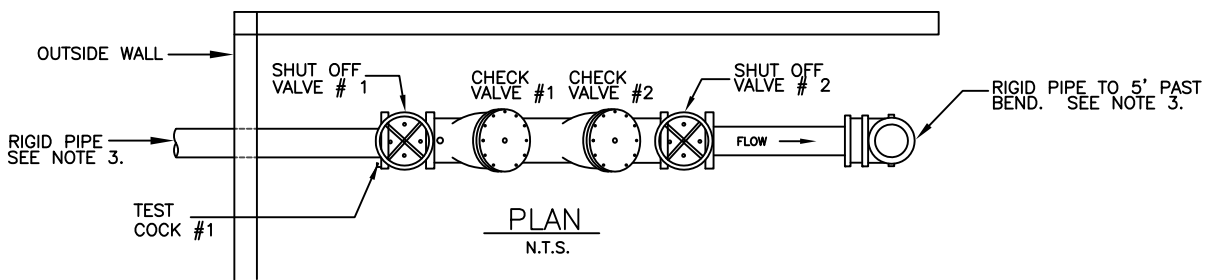 OUTSIDE WALL
SHUT OFF
VALVE # 1
CHECK
VALVE #1
CHECK
VALVE #2
SHUT OFF
VALVE # 2
RIGID PIPE TO 5' PAST
BEND. SEE NOTE 3.
RIGID PIPE
SEE NOTE 3.
FLOW
TEST
COCK #1
PLAN
N.T.S.